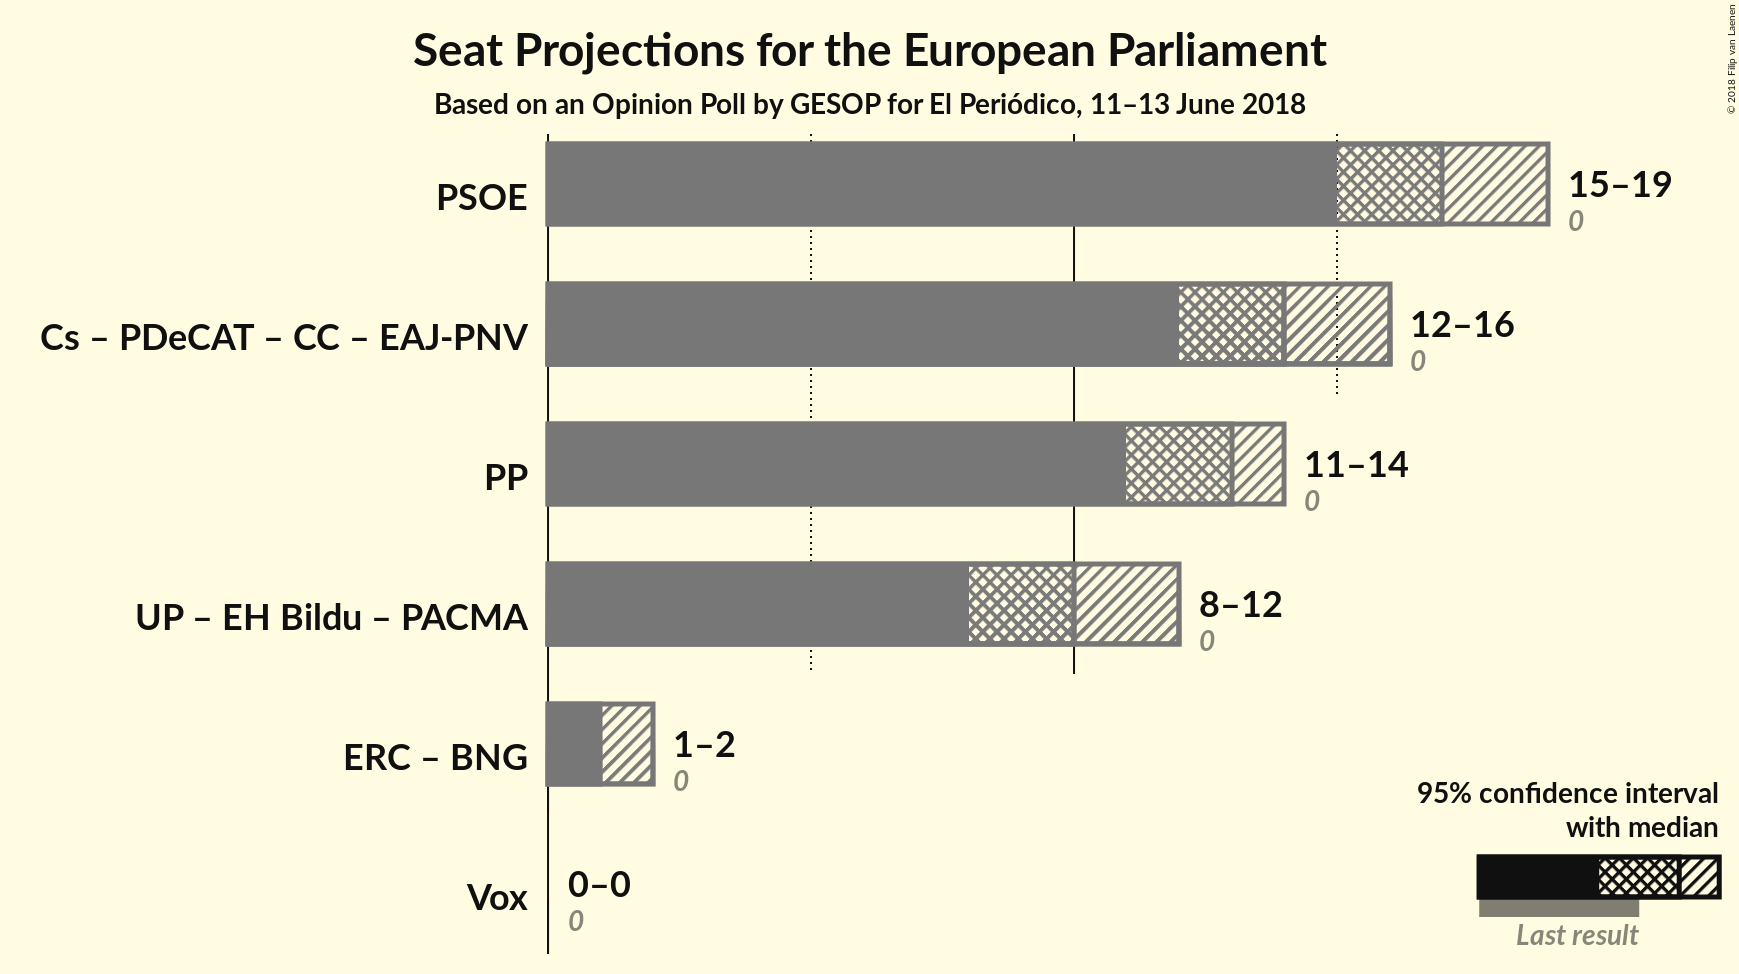 Seat Projections for the European Parliament
Based on an Opinion Poll by GESOP for El Periódico, 11–13 June 2018
© 2018 Filip van Laenen
PSOE
15–19
0
Cs – PDeCAT – CC – EAJ-PNV
12–16
0
PP
11–14
0
UP – EH Bildu – PACMA
8–12
0
ERC – BNG
1–2
0
Vox
0–0
0
95% confidence interval
with median
Last result